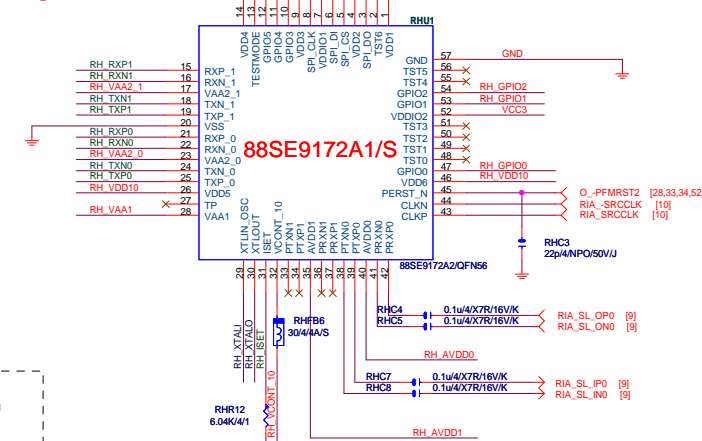 RHU1
14 13 12 11 10 9 8 7 6 5 4 3 2 1
VDD4 TESTMODE GPIO5 GPIO4 GPIO3 VDD3 SPI_CLK VDDIO1 SPI_DI SPI_CS VDD2 SPI_DO TST6 VDD1
RH_RXP1 15 RXP_1
RH_RXN1 16 RXN_1
RH_VAA2_1 17 VAA2_1
RH_TXN1 18 TXN_1
RH_TXP1 19 TXP_1
20 VSS
RH_RXP0 21 RXP_0
RH_RXN0 22 RXN_0
RH_VAA2_0 23 VAA2_0
RH_TXN0 24 TXN_0
RH_TXP0 25 TXP_0
RH_VDD10 26 VDD5
27 TP
RH_VAA1 28 VAA1
88SE9172A1/S
GND 57 GND
TST5 56
TST4 55
GPIO2 54 RH_GPIO2
GPIO1 53 RH_GPIO1
VDDIO2 52 VCC3
TST3 51
TST2 50
TST1 49
TST0 48
GPIO0 47 RH_GPIO0
VDD6 46 RH_VDD10
PERST_N 45 O_-PFMRST2 [28,33,34,52
CLKN 44 RIA_-SRCCLK [10]
CLKP 43 RIA_SRCCLK [10]
XTLIN_OSC XTLOUT ISET VCONT_10 PTXN1 PTXP1 AVDD1 PRXN1 PRXP1 PTXN0 PTXP0 AVDD0 PRXN0 PRXP0
29 30 31 32 33 34 35 36 37 38 39 40 41 42
88SE9172A2/QFN56
RHC3
22p/4/NPO/50V/J
RHC4 0.1u/4/X7R/16V/K RIA_SL_OP0 [9]
RHC5 0.1u/4/X7R/16V/K RIA_SL_ON0 [9]
RHFB6
30/4/4A/S
RH_XTALI
RH_XTALO
RH_ISET
RH_VCONT_10
RH_AVDD0
RHC7 0.1u/4/X7R/16V/K RIA_SL_IP0 [9]
RHC8 0.1u/4/X7R/16V/K RIA_SL_IN0 [9]
RHR12
6.04K/4/1
RH_AVDD1